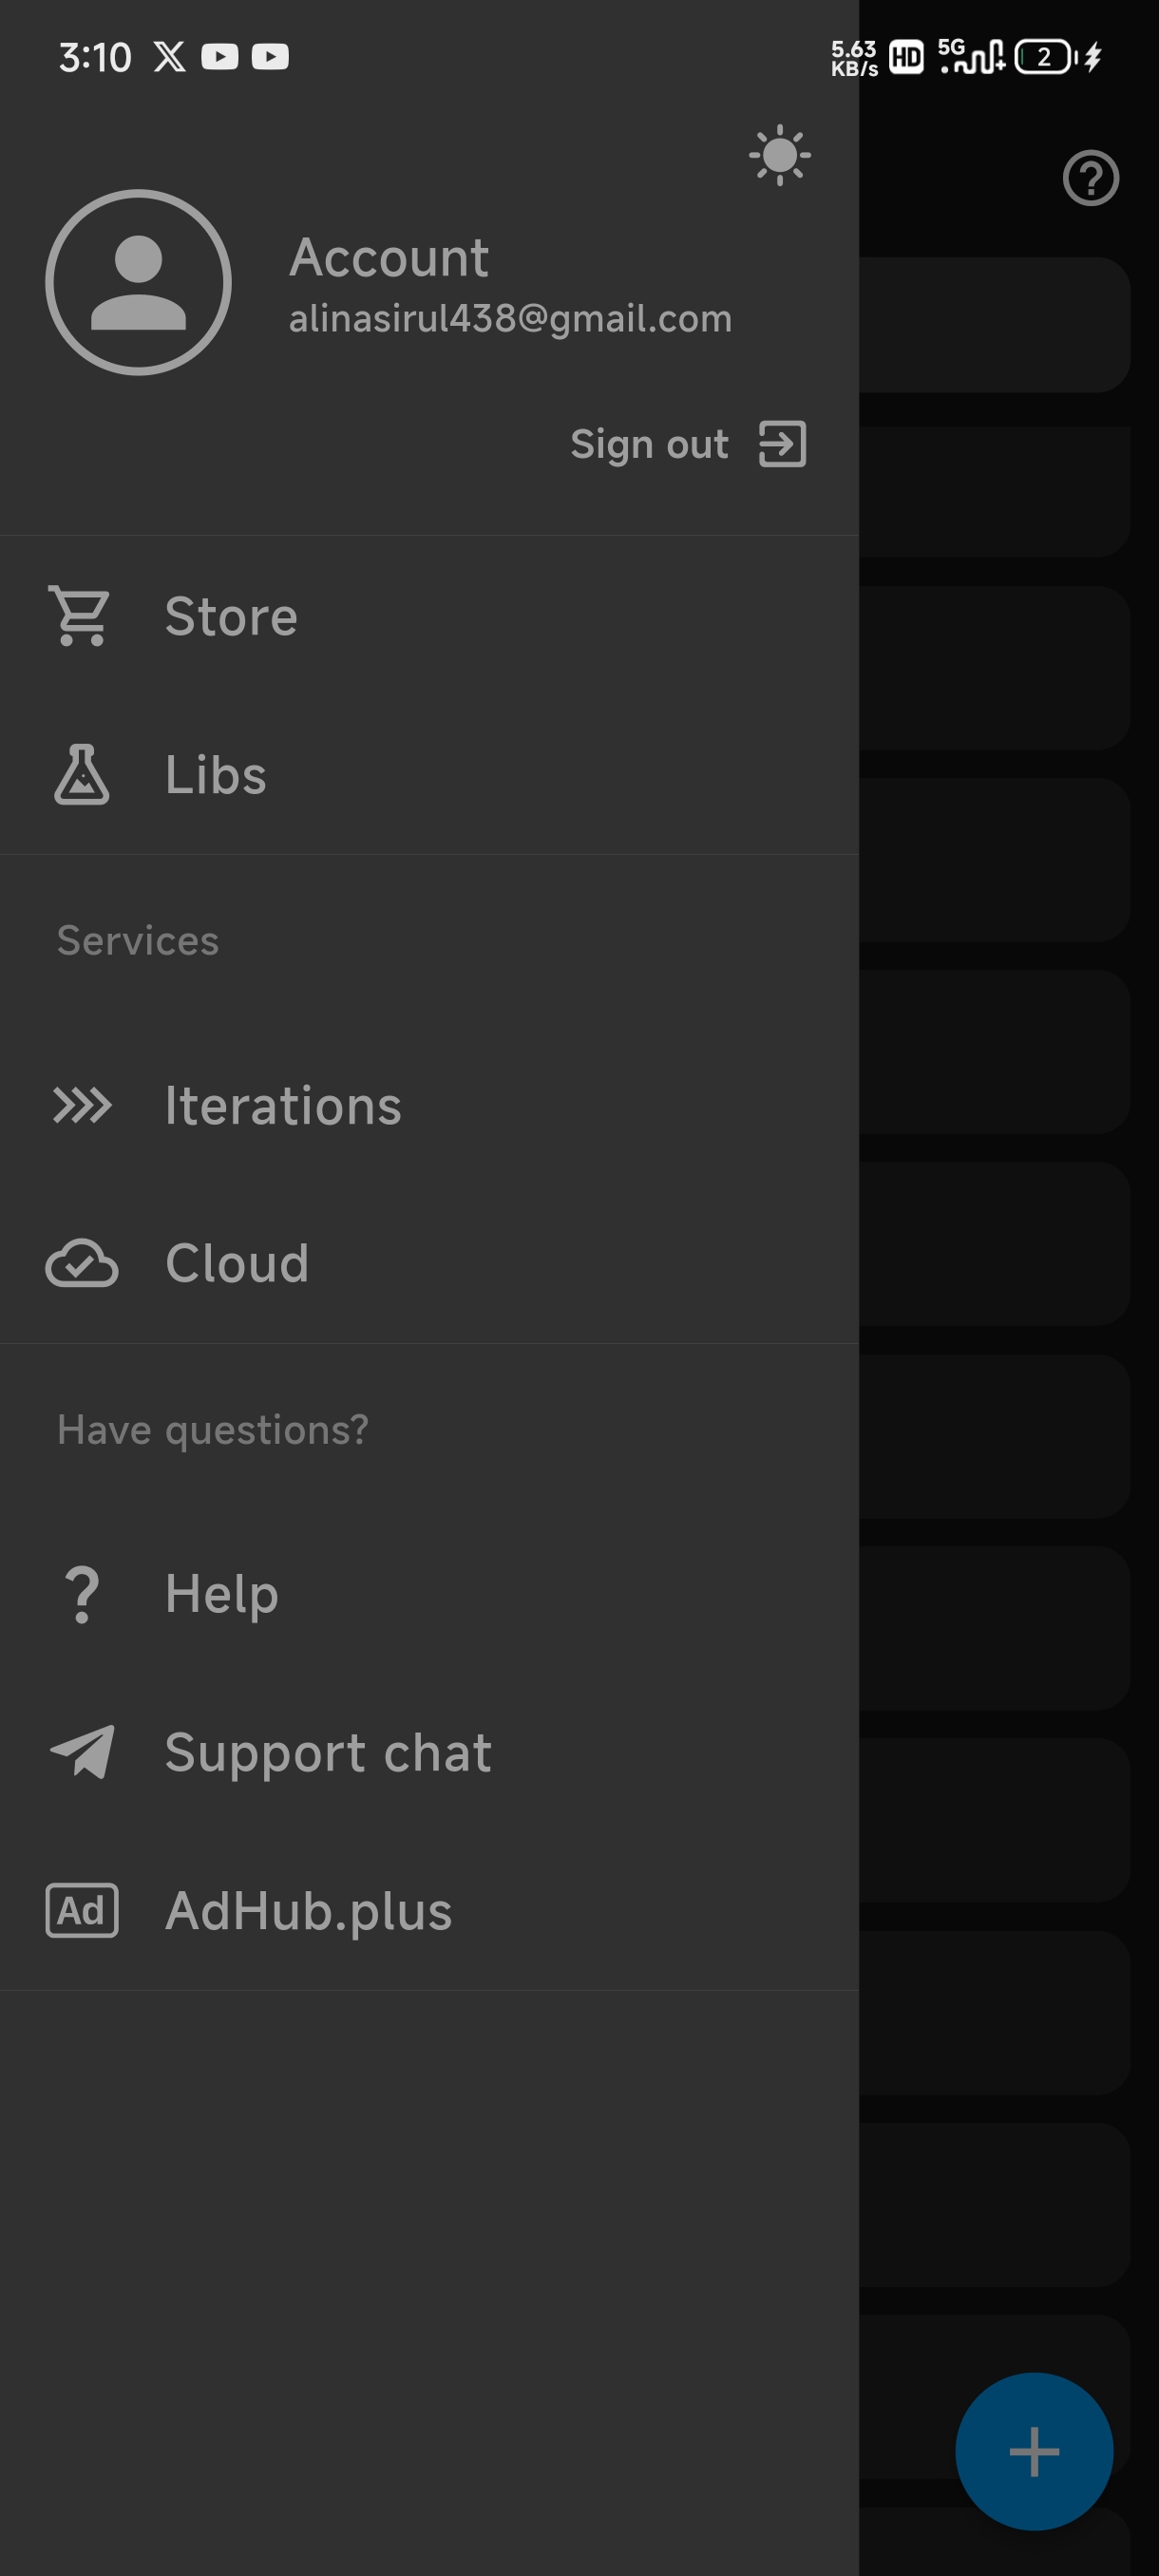 3:10
5.63
KB/s
HD
5G
2
Account
alinasirul438@gmail.com
Sign out
Store
Libs
Services
Iterations
Cloud
Have questions?
? Help
Support chat
Ad AdHub.plus